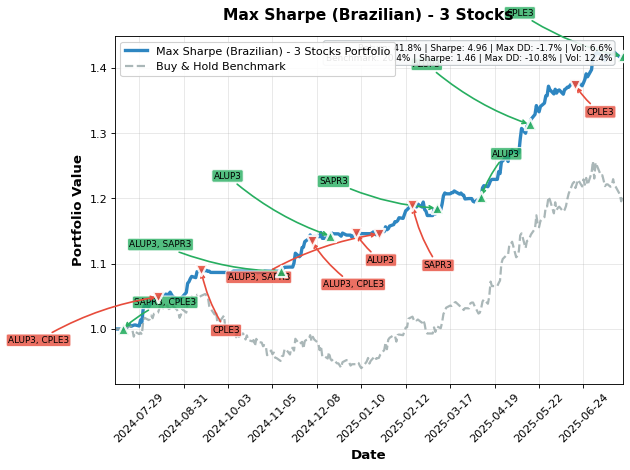 Max Sharpe (Brazilian) - 3 Stocks
CPLE3
Max Sharpe (Brazilian) - 3 Stocks Portfolio
Buy & Hold Benchmark
41.8% | Sharpe: 4.96 | Max DD: -1.7% | Vol: 6.6%
4% | Sharpe: 1.46 | Max DD: -10.8% | Vol: 12.4%
1.4
CPLE3
1.3
ALUP3
ALUP3
SAPR3
1.2
ALUP3, SAPR3
1.1
ALUP3
SAPR3
ALUP3, SAPR3
ALUP3, CPLE3
SAPR3, CPLE3
1.0
CPLE3
ALUP3, CPLE3
Portfolio Value
2024-07-29
2024-08-31
2024-10-03
2024-11-05
2024-12-08
2025-01-10
2025-02-12
2025-03-17
2025-04-19
2025-05-22
2025-06-24
Date